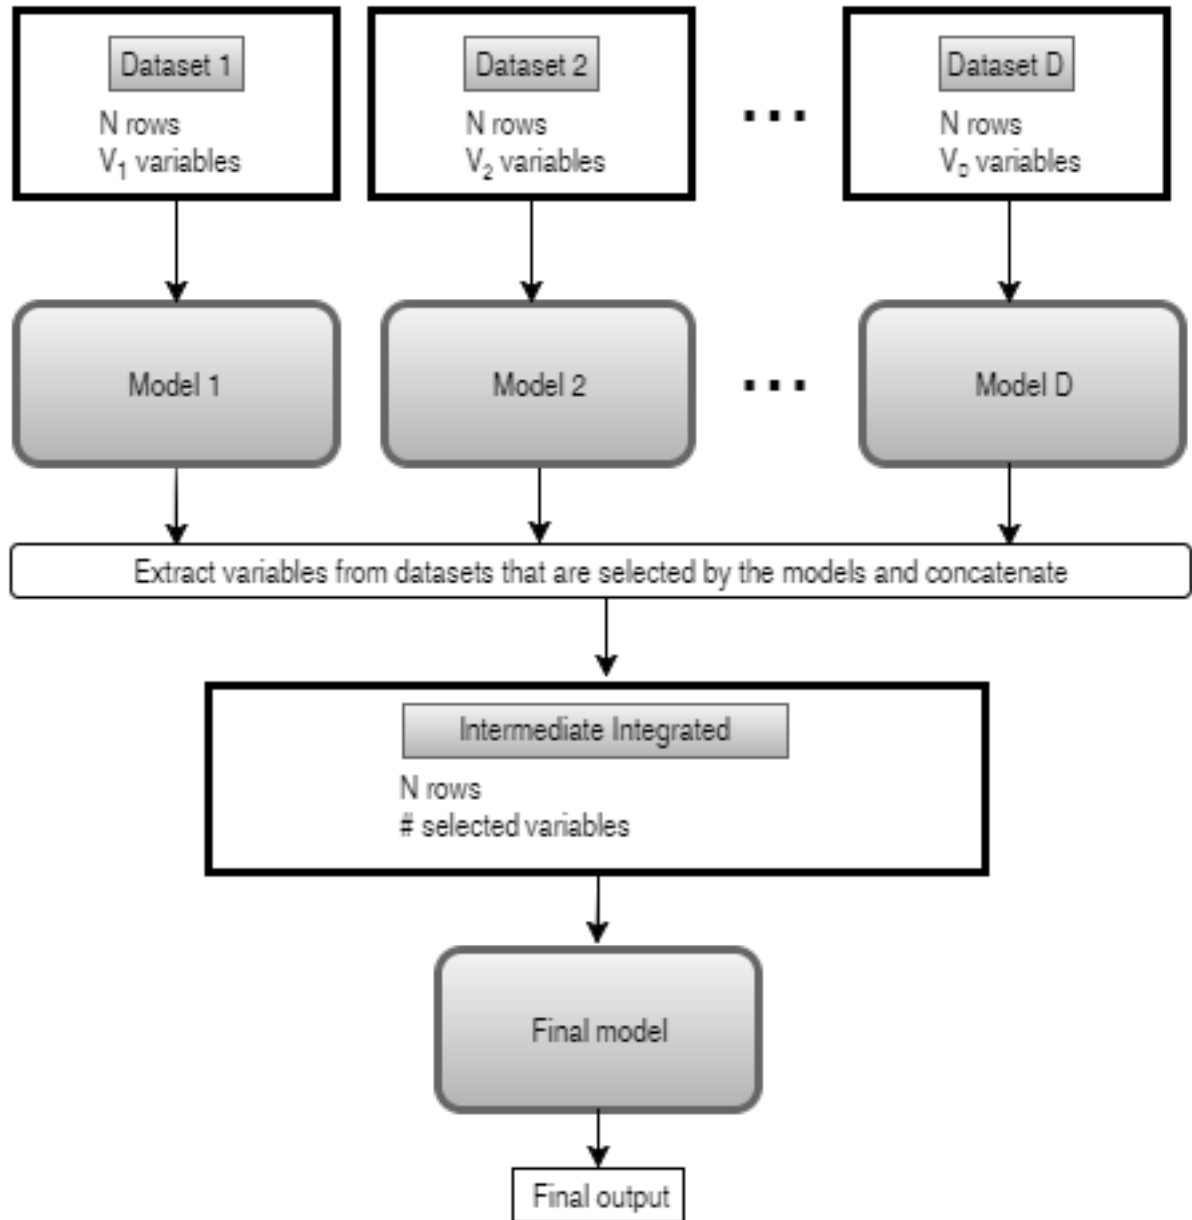 Dataset 1
N rows
V1 variables
Dataset 2
N rows
V2 variables
...
Dataset D
N rows
VD variables
Model 1
Model 2
...
Model D
Extract variables from datasets that are selected by the models and concatenate
Intermediate Integrated
N rows
# selected variables
Final model
Final output